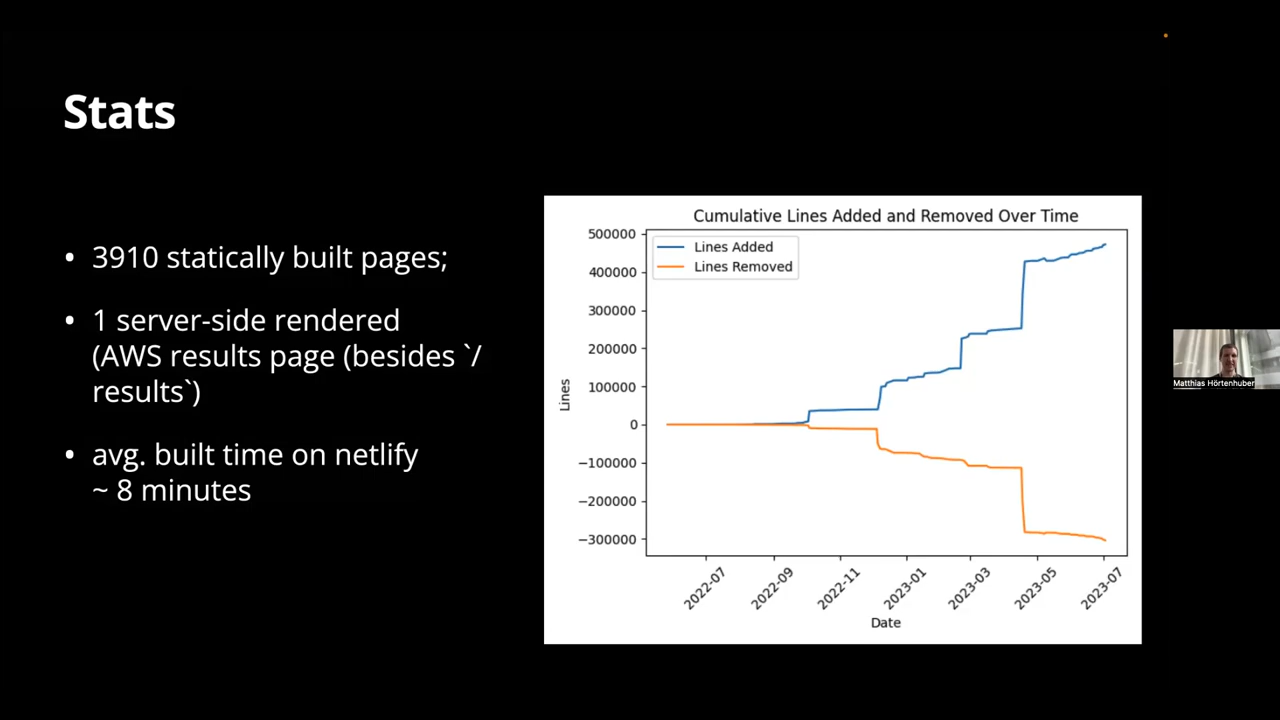 Stats
• 3910 statically built pages;
• 1 server-side rendered
(AWS results page (besides `/
results`)
• avg. built time on netlify
~ 8 minutes
Cumulative Lines Added and Removed Over Time
Lines Added
Lines Removed
500000
400000
300000
200000
100000
0
−100000
−200000
−300000
Lines
2022-07
2022-09
2022-11
2023-01
2023-03
2023-05
2023-07
Date
Matthias Hörtenhuber